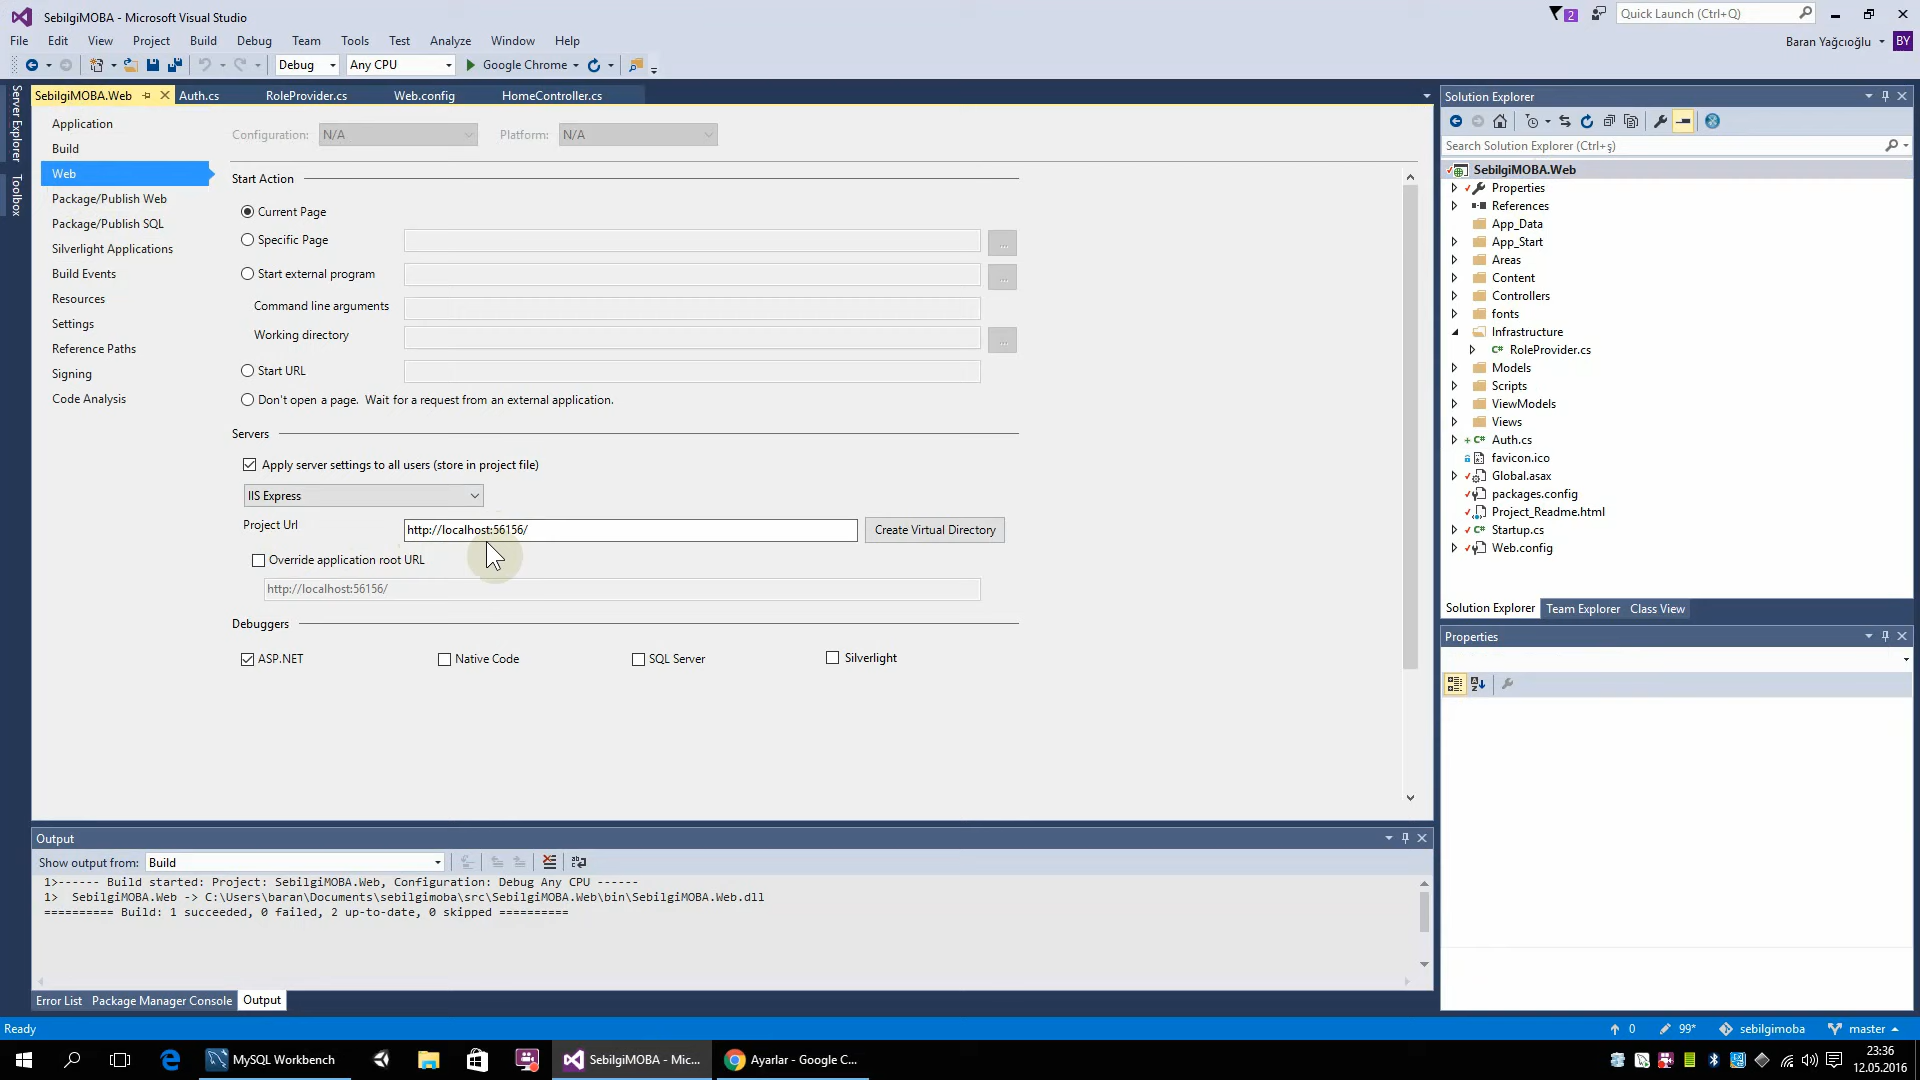 SebilgiMOBA - Microsoft Visual Studio
2
Quick Launch (Ctrl+Q)
File Edit View Project Build Debug Team Tools Test Analyze Window Help
Baran Yağcıoğlu BY
Debug Any CPU Google Chrome
Server Explorer
Toolbox
SebilgiMOBA.Web Auth.cs RoleProvider.cs Web.config HomeController.cs
Application
Build
Web
Package/Publish Web
Package/Publish SQL
Silverlight Applications
Build Events
Resources
Settings
Reference Paths
Signing
Code Analysis
Configuration: N/A Platform: N/A
Start Action
Current Page
Specific Page ...
Start external program ...
Command line arguments
Working directory ...
Start URL
Don't open a page. Wait for a request from an external application.
Servers
Apply server settings to all users (store in project file)
IIS Express
Project Url http://localhost:56156/ Create Virtual Directory
Override application root URL
http://localhost:56156/
Debuggers
ASP.NET Native Code SQL Server Silverlight
Solution Explorer
Search Solution Explorer (Ctrl+ş)
SebilgiMOBA.Web
Properties
References
App_Data
App_Start
Areas
Content
Controllers
fonts
Infrastructure
C# RoleProvider.cs
Models
Scripts
ViewModels
Views
C# Auth.cs
favicon.ico
Global.asax
packages.config
Project_Readme.html
C# Startup.cs
Web.config
Solution Explorer Team Explorer Class View
Properties
Output
Show output from: Build
1>------ Build started: Project: SebilgiMOBA.Web, Configuration: Debug Any CPU ------
1>  SebilgiMOBA.Web -> C:\Users\baran\Documents\sebilgimoba\src\SebilgiMOBA.Web\bin\SebilgiMOBA.Web.dll
========== Build: 1 succeeded, 0 failed, 2 up-to-date, 0 skipped ==========
Error List Package Manager Console Output
Ready
0 99* sebilgimoba master
MySQL Workbench
SebilgiMOBA - Mic...
Ayarlar - Google C...
23:36
12.05.2016